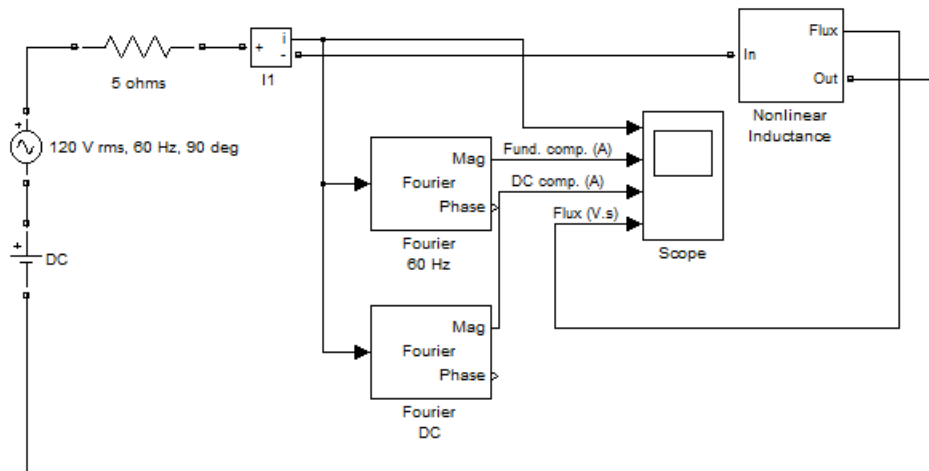 Flux
i
+
-
+
In
Out
5 ohms
I1
Nonlinear
Inductance
+
120 V rms, 60 Hz, 90 deg
Mag
Fund. comp. (A)
Fourier
DC comp. (A)
Phase
Flux (V.s)
Fourier
60 Hz
Scope
+
DC
Mag
Fourier
Phase
Fourier
DC